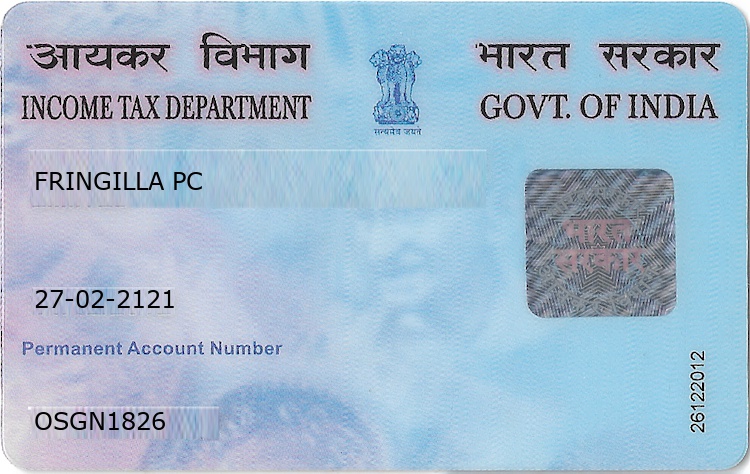 आयकर विभाग
भारत सरकार
INCOME TAX DEPARTMENT
GOVT. OF INDIA
सत्यमेव जयते
FRINGILLA PC
भारत
सरकार
27-02-2121
Permanent Account Number
OSGN1826
26122012